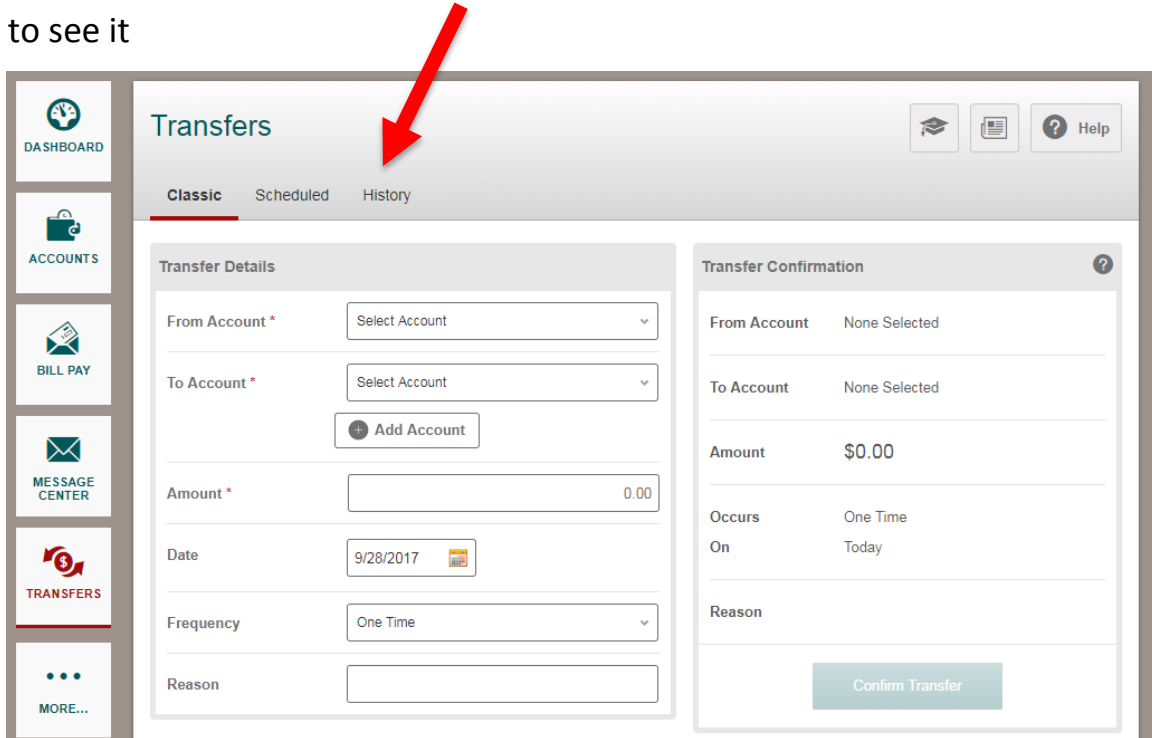 to see it
DASHBOARD
ACCOUNTS
BILL PAY
MESSAGE
CENTER
TRANSFERS
MORE...
Transfers
Help
Classic Scheduled History
Transfer Details
From Account * Select Account
To Account * Select Account
Add Account
Amount * 0.00
Date 9/28/2017
Frequency One Time
Reason
Transfer Confirmation
From Account None Selected
To Account None Selected
Amount $0.00
Occurs One Time
On Today
Reason
Confirm Transfer